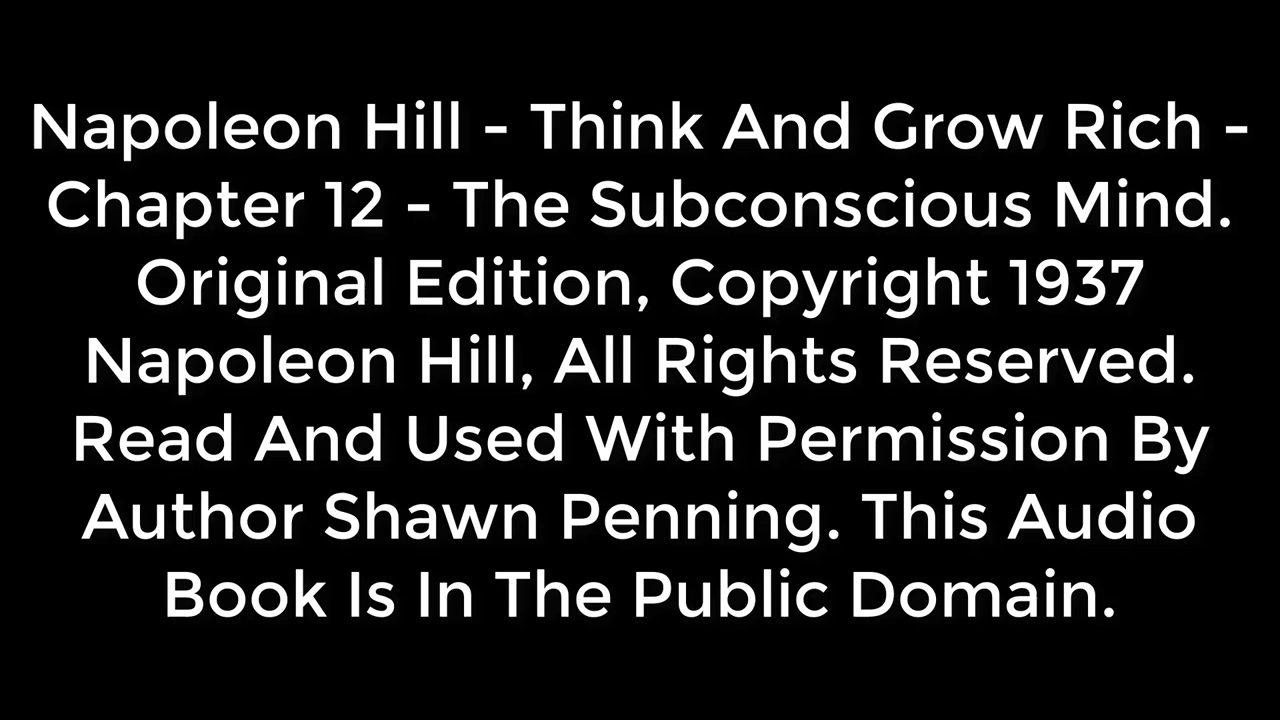 Napoleon Hill - Think And Grow Rich -
Chapter 12 - The Subconscious Mind.
Original Edition, Copyright 1937
Napoleon Hill, All Rights Reserved.
Read And Used With Permission By
Author Shawn Penning. This Audio
Book Is In The Public Domain.